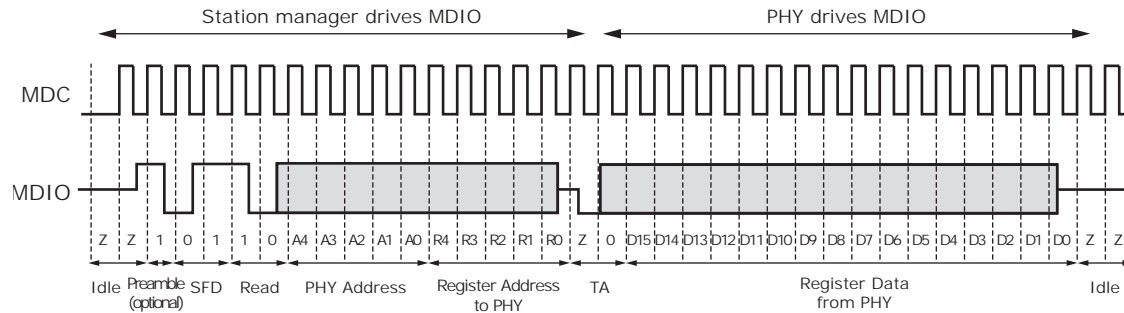 Station manager drives MDIO PHY drives MDIO
MDC
MDIO
Z Z 1 0 1 1 0 A4 A3 A2 A1 A0 R4 R3 R2 R1 R0 Z 0 D15 D14 D13 D12 D11 D10 D9 D8 D7 D6 D5 D4 D3 D2 D1 D0 Z Z
Idle Preamble SFD Read PHY Address Register Address TA Register Data Idle
(optional) to PHY from PHY